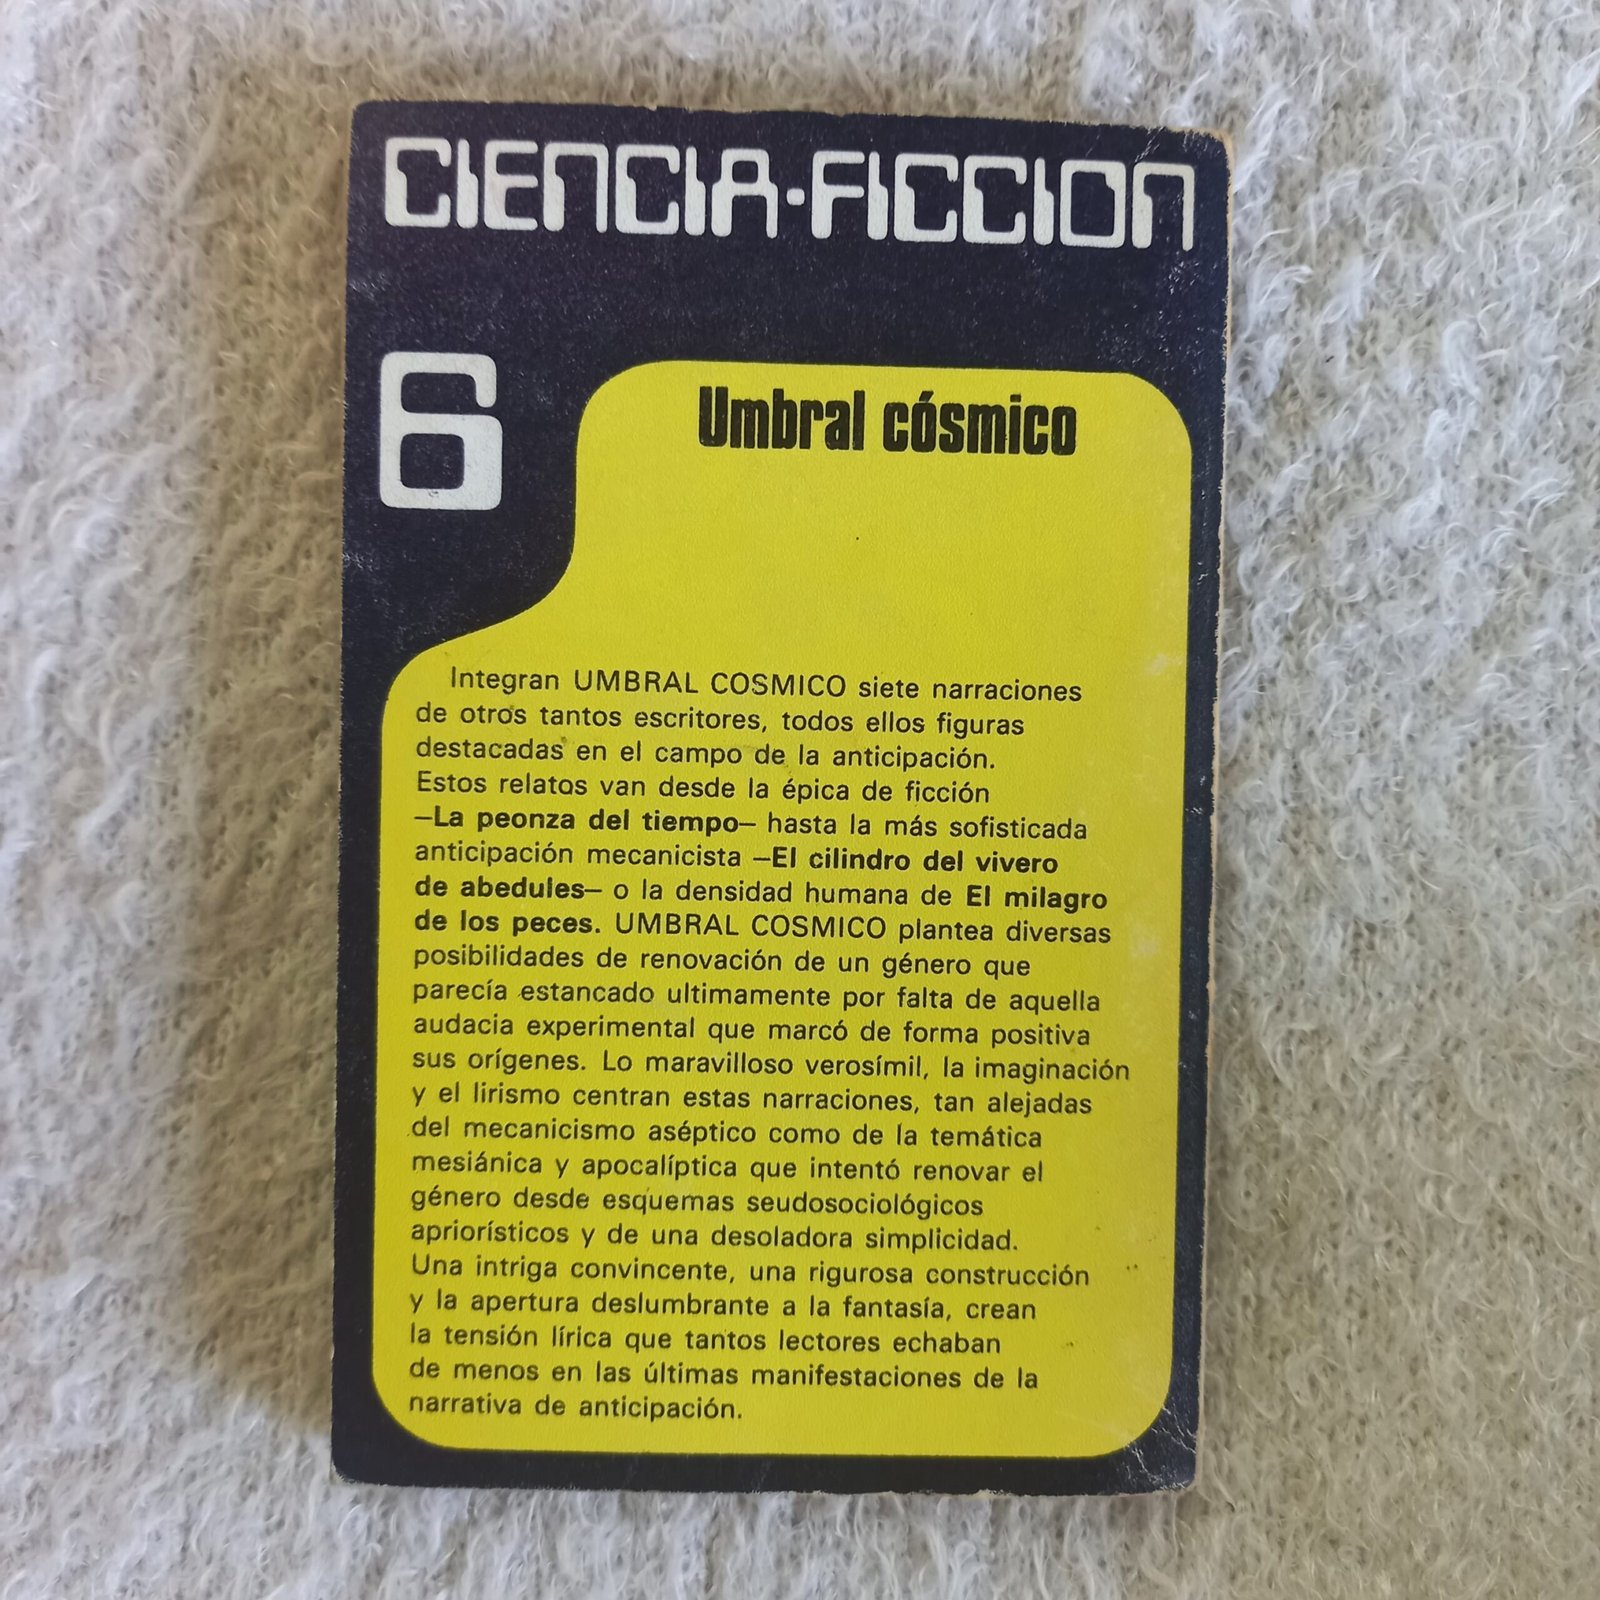 CIENCIA-FICCION
6
Umbral cósmico
Integran UMBRAL COSMICO siete narraciones
de otros tantos escritores, todos ellos figuras
destacadas en el campo de la anticipación.
Estos relatos van desde la épica de ficción
—La peonza del tiempo— hasta la más sofisticada
anticipación mecanicista —El cilindro del vivero
de abedules— o la densidad humana de El milagro
de los peces. UMBRAL COSMICO plantea diversas
posibilidades de renovación de un género que
parecía estancado ultimamente por falta de aquella
audacia experimental que marcó de forma positiva
sus orígenes. Lo maravilloso verosímil, la imaginación
y el lirismo centran estas narraciones, tan alejadas
del mecanicismo aséptico como de la temática
mesiánica y apocalíptica que intentó renovar el
género desde esquemas seudosociológicos
apriorísticos y de una desoladora simplicidad.
Una intriga convincente, una rigurosa construcción
y la apertura deslumbrante a la fantasía, crean
la tensión lírica que tantos lectores echaban
de menos en las últimas manifestaciones de la
narrativa de anticipación.